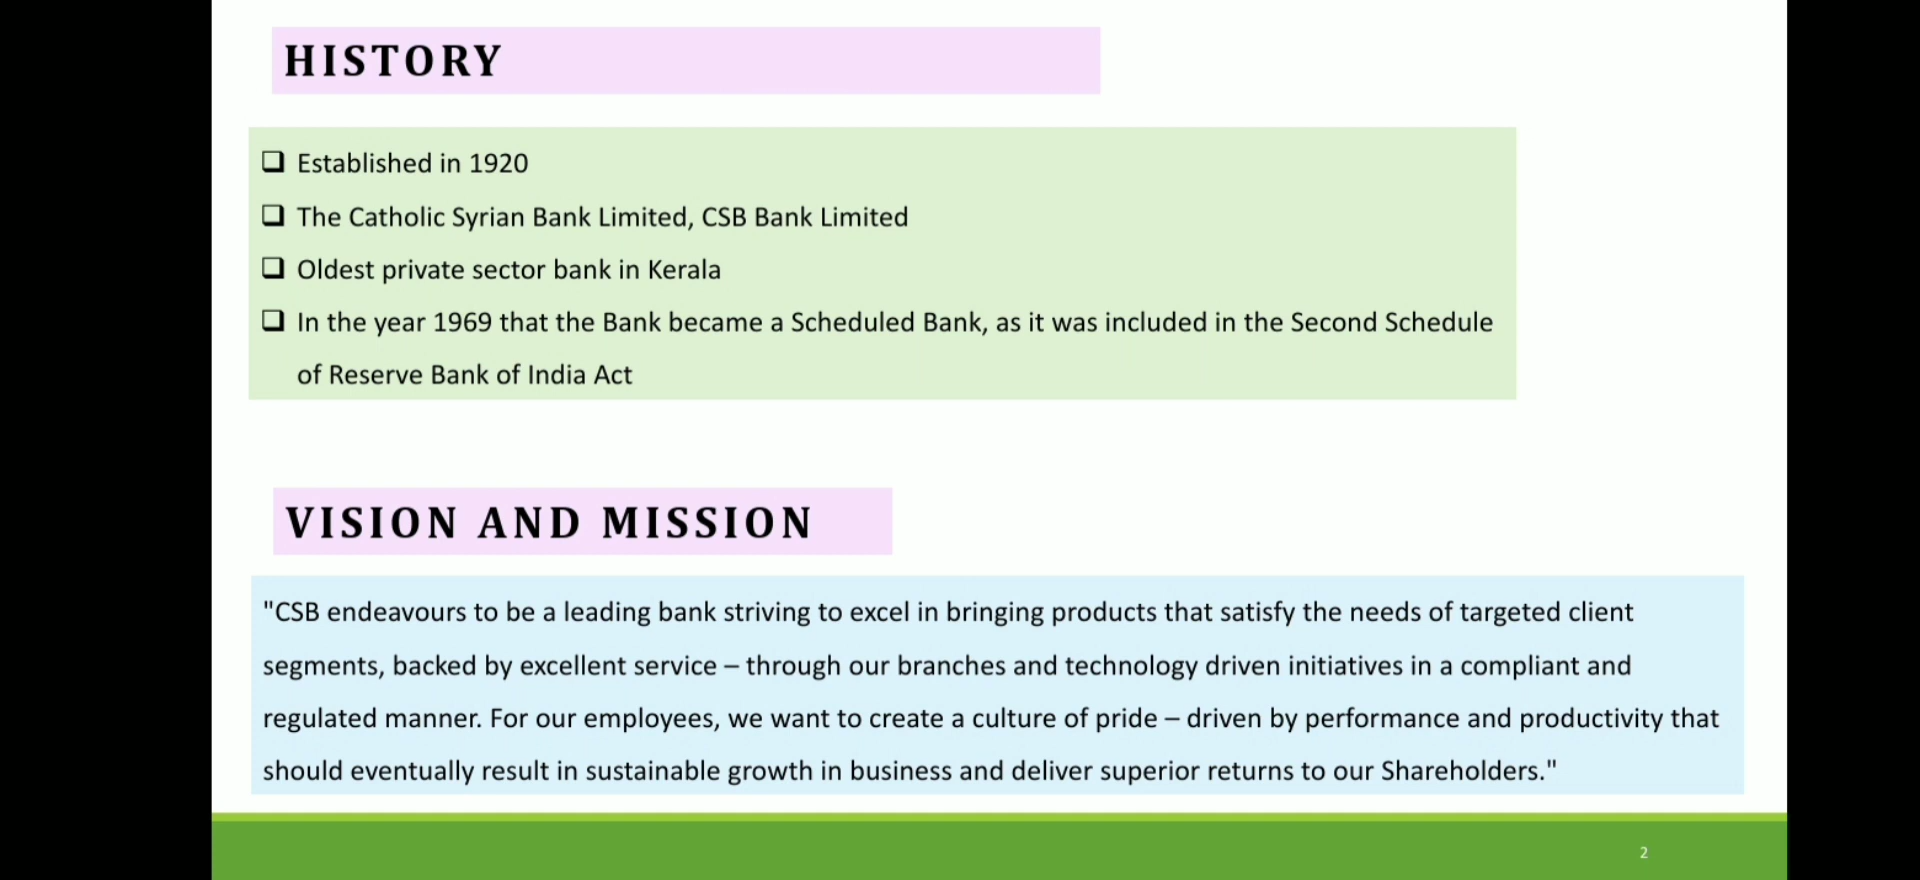 HISTORY
❑ Established in 1920
❑ The Catholic Syrian Bank Limited, CSB Bank Limited
❑ Oldest private sector bank in Kerala
❑ In the year 1969 that the Bank became a Scheduled Bank, as it was included in the Second Schedule
of Reserve Bank of India Act
VISION AND MISSION
"CSB endeavours to be a leading bank striving to excel in bringing products that satisfy the needs of targeted client
segments, backed by excellent service – through our branches and technology driven initiatives in a compliant and
regulated manner. For our employees, we want to create a culture of pride – driven by performance and productivity that
should eventually result in sustainable growth in business and deliver superior returns to our Shareholders."
2